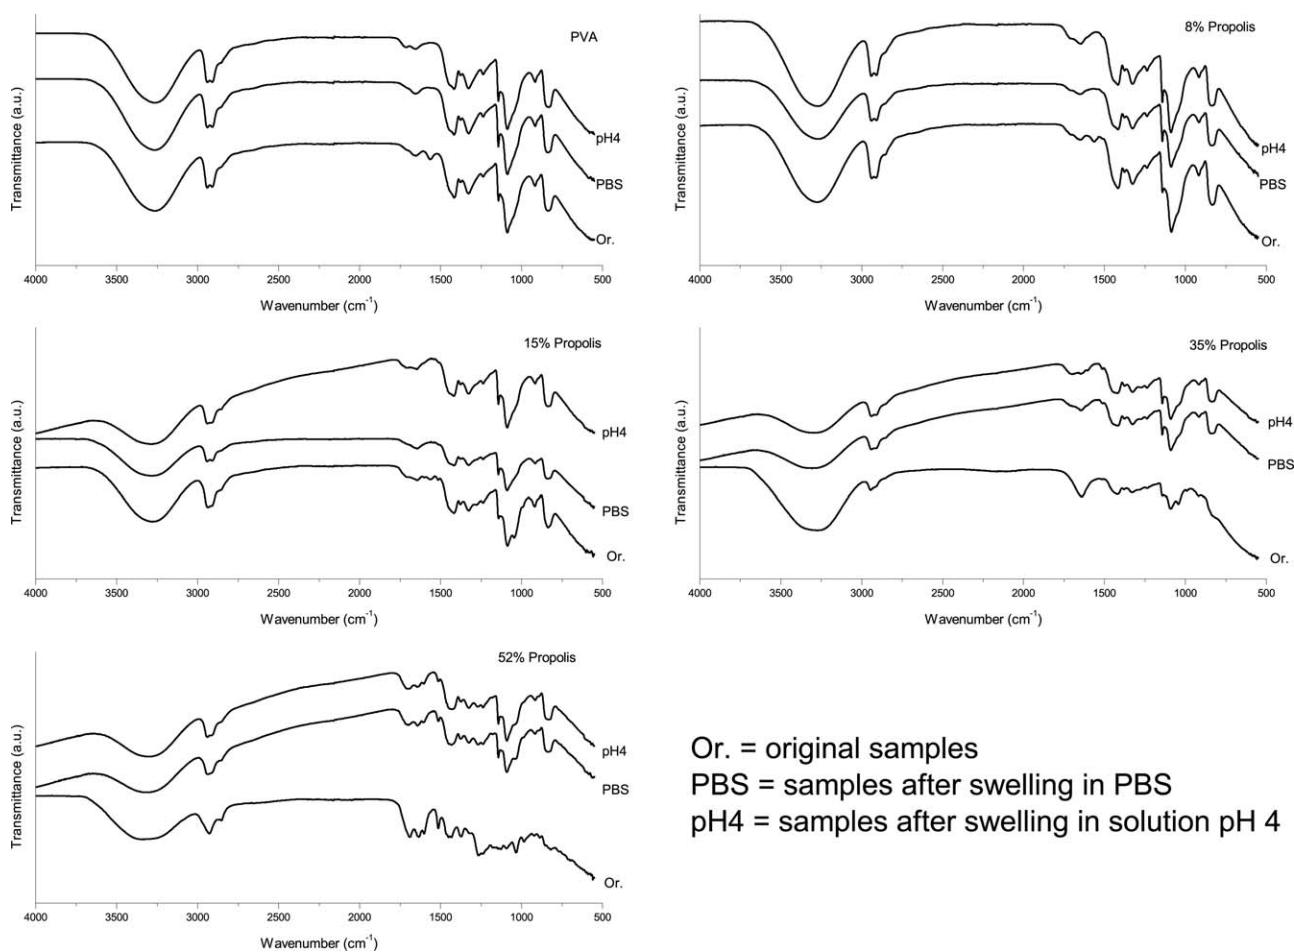 PVA
Transmittance (a.u.)
pH4
PBS
Or.
4000 3500 3000 2500 2000 1500 1000 500
Wavenumber (cm⁻¹)
8% Propolis
Transmittance (a.u.)
pH4
PBS
Or.
4000 3500 3000 2500 2000 1500 1000 500
Wavenumber (cm⁻¹)
15% Propolis
Transmittance (a.u.)
pH4
PBS
Or.
4000 3500 3000 2500 2000 1500 1000 500
Wavenumber (cm⁻¹)
35% Propolis
Transmittance (a.u.)
pH4
PBS
Or.
4000 3500 3000 2500 2000 1500 1000 500
Wavenumber (cm⁻¹)
52% Propolis
Transmittance (a.u.)
pH4
PBS
Or.
4000 3500 3000 2500 2000 1500 1000 500
Wavenumber (cm⁻¹)
Or. = original samples
PBS = samples after swelling in PBS
pH4 = samples after swelling in solution pH 4